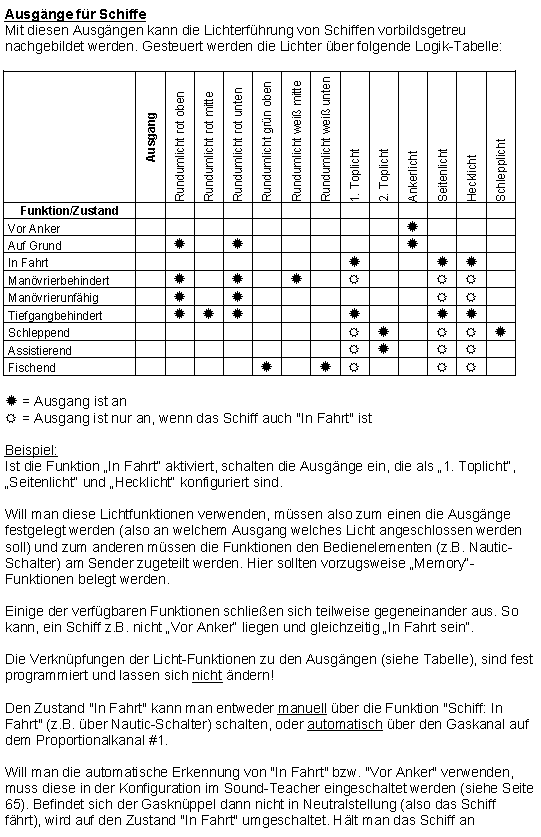 Ausgänge für Schiffe
Mit diesen Ausgängen kann die Lichterführung von Schiffen vorbildsgetreu
nachgebildet werden. Gesteuert werden die Lichter über folgende Logik-Tabelle:
Ausgang
Rundumlicht rot oben
Rundumlicht rot mitte
Rundumlicht rot unten
Rundumlicht grün oben
Rundumlicht weiß mitte
Rundumlicht weiß unten
1. Toplicht
2. Toplicht
Ankerlicht
Seitenlicht
Hecklicht
Schlepplicht
Funktion/Zustand
Vor Anker
Auf Grund
In Fahrt
Manövrierbehindert
Manövrierunfähig
Tiefgangbehindert
Schleppend
Assistierend
Fischend
= Ausgang ist an
= Ausgang ist nur an, wenn das Schiff auch "In Fahrt" ist
Beispiel:
Ist die Funktion „In Fahrt" aktiviert, schalten die Ausgänge ein, die als „1. Toplicht",
„Seitenlicht" und „Hecklicht" konfiguriert sind.
Will man diese Lichtfunktionen verwenden, müssen also zum einen die Ausgänge
festgelegt werden (also an welchem Ausgang welches Licht angeschlossen werden
soll) und zum anderen müssen die Funktionen den Bedienelementen (z.B. Nautic-
Schalter) am Sender zugeteilt werden. Hier sollten vorzugsweise „Memory"-
Funktionen belegt werden.
Einige der verfügbaren Funktionen schließen sich teilweise gegeneinander aus. So
kann, ein Schiff z.B. nicht „Vor Anker" liegen und gleichzeitig „In Fahrt sein".
Die Verknüpfungen der Licht-Funktionen zu den Ausgängen (siehe Tabelle), sind fest
programmiert und lassen sich nicht ändern!
Den Zustand "In Fahrt" kann man entweder manuell über die Funktion "Schiff: In
Fahrt" (z.B. über Nautic-Schalter) schalten, oder automatisch über den Gaskanal auf
dem Proportionalkanal #1.
Will man die automatische Erkennung von "In Fahrt" bzw. "Vor Anker" verwenden,
muss diese in der Konfiguration im Sound-Teacher eingeschaltet werden (siehe Seite
65). Befindet sich der Gasknüppel dann nicht in Neutralstellung (also das Schiff
fährt), wird auf den Zustand "In Fahrt" umgeschaltet. Hält man das Schiff an